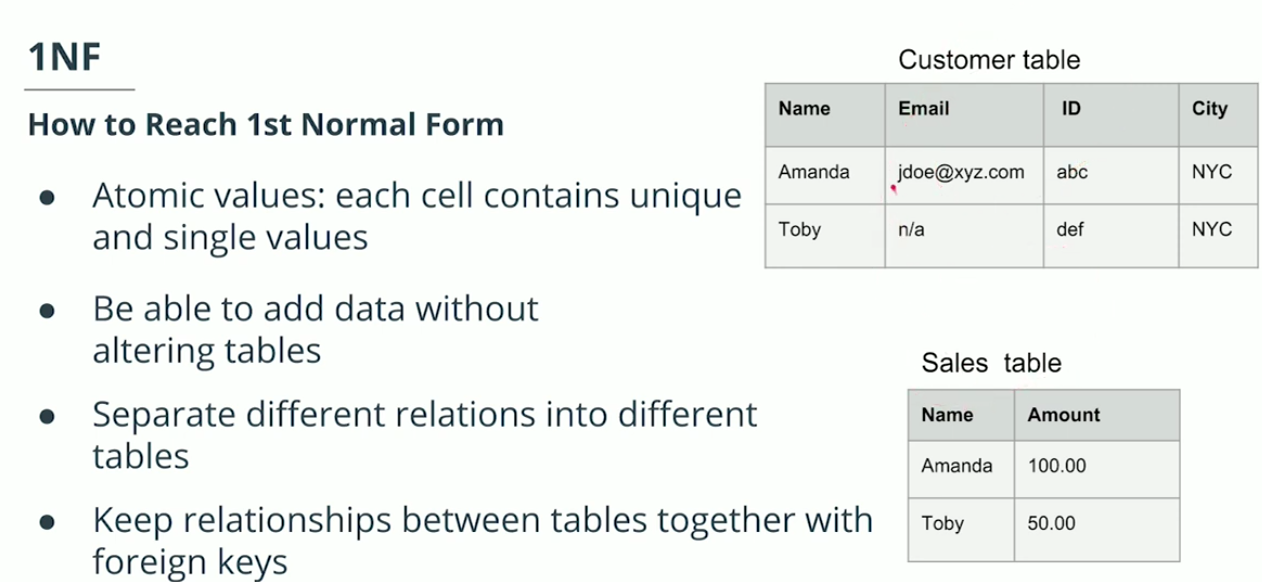 1NF
How to Reach 1st Normal Form
● Atomic values: each cell contains unique
and single values
● Be able to add data without
altering tables
● Separate different relations into different
tables
● Keep relationships between tables together with
foreign keys
Customer table
Name Email ID City
Amanda jdoe@xyz.com abc NYC
Toby n/a def NYC
Sales table
Name Amount
Amanda 100.00
Toby 50.00